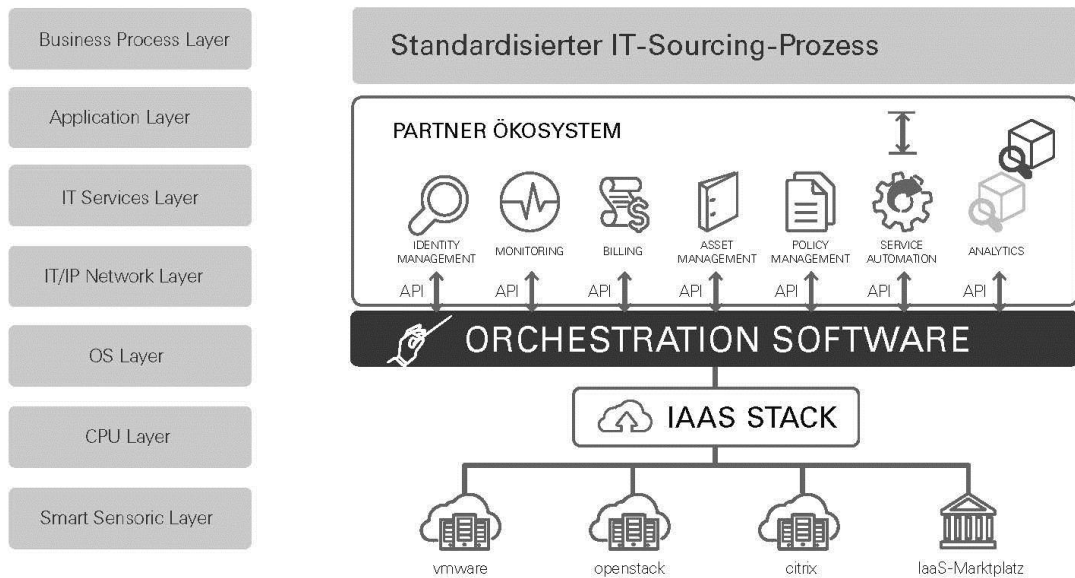 Business Process Layer
Application Layer
IT Services Layer
IT/IP Network Layer
OS Layer
CPU Layer
Smart Sensoric Layer
Standardisierter IT-Sourcing-Prozess
PARTNER ÖKOSYSTEM
IDENTITY
MANAGEMENT
MONITORING
BILLING
ASSET
MANAGEMENT
POLICY
MANAGEMENT
SERVICE
AUTOMATION
ANALYTICS
API
API
API
API
API
API
API
ORCHESTRATION SOFTWARE
IAAS STACK
vmware
openstack
citrix
IaaS-Marktplatz